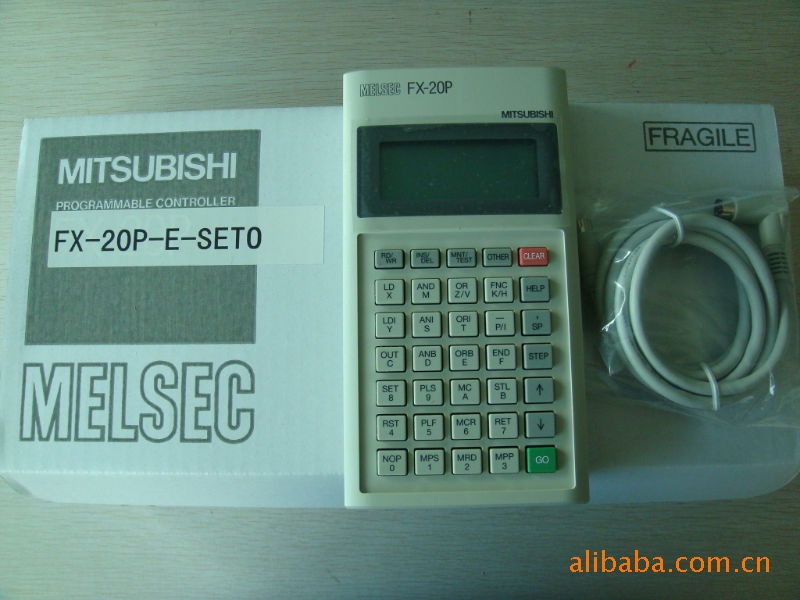 MELSEC FX-20P
MITSUBISHI
FRAGILE
MITSUBISHI
PROGRAMMABLE CONTROLLER
FX-20P-E-SET0
MELSEC
RD/ WR
INS/ DEL
MNT/ TEST
OTHER
CLEAR
LD X
AND M
OR Z/V
FNC K/H
HELP
LDI Y
ANI S
ORI T
— P/I
, SP
OUT C
ANB D
ORB E
END F
STEP
SET 8
PLS 9
MC A
STL B
↑
RST 4
PLF 5
MCR 6
RET 7
↓
NOP 0
MPS 1
MRD 2
MPP 3
GO
alibaba.com.cn